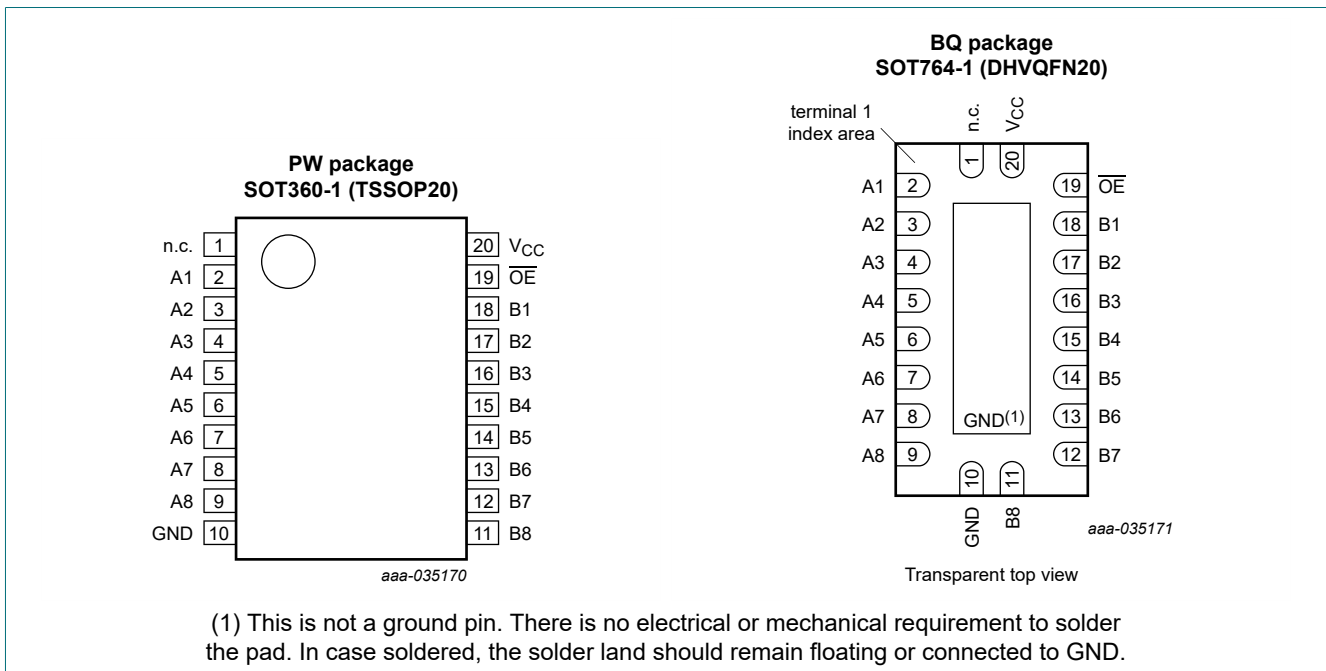 PW package
SOT360-1 (TSSOP20)
n.c. 1
A1 2
A2 3
A3 4
A4 5
A5 6
A6 7
A7 8
A8 9
GND 10
20 VCC
19 OE
18 B1
17 B2
16 B3
15 B4
14 B5
13 B6
12 B7
11 B8
aaa-035170
BQ package
SOT764-1 (DHVQFN20)
terminal 1
index area
n.c.
VCC
1
20
A1 2
A2 3
A3 4
A4 5
A5 6
A6 7
A7 8
A8 9
19 OE
18 B1
17 B2
16 B3
15 B4
14 B5
13 B6
12 B7
GND(1)
10
11
GND
B8
aaa-035171
Transparent top view
(1) This is not a ground pin. There is no electrical or mechanical requirement to solder
the pad. In case soldered, the solder land should remain floating or connected to GND.